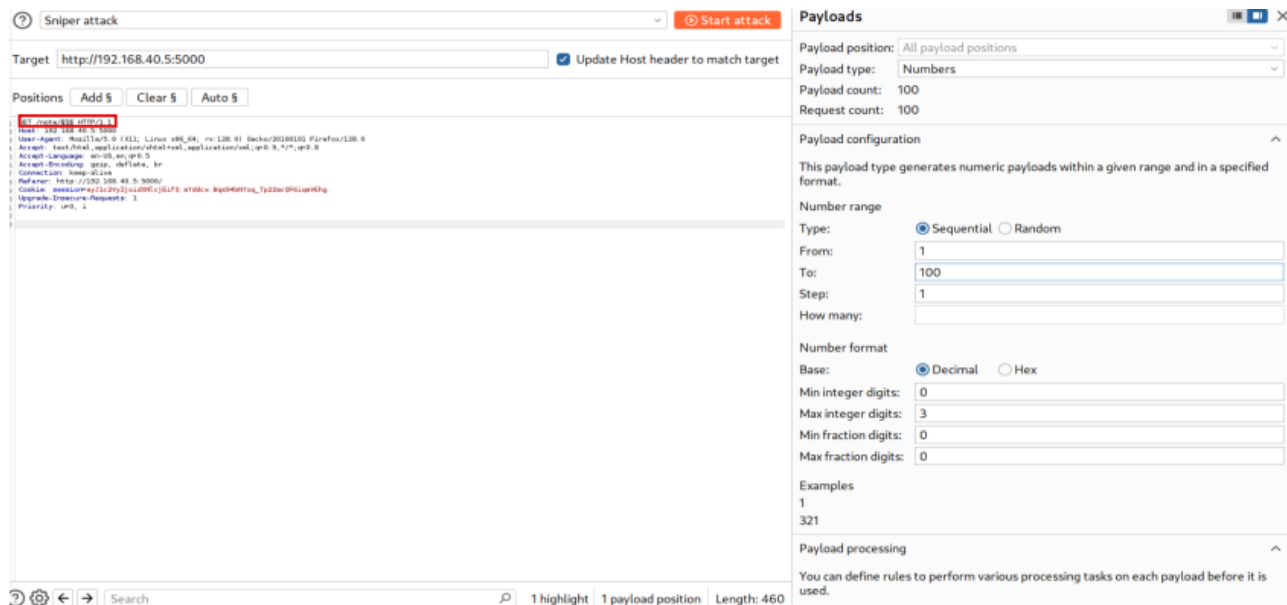 Sniper attack
Start attack
Target http://192.168.40.5:5000
Update Host header to match target
Positions Add § Clear § Auto §
GET /note/§1§ HTTP/1.1
Host: 192.168.40.5:5000
User-Agent: Mozilla/5.0 (X11; Linux x86_64; rv:128.0) Gecko/20100101 Firefox/128.0
Accept: text/html,application/xhtml+xml,application/xml;q=0.9,*/*;q=0.8
Accept-Language: en-US,en;q=0.5
Accept-Encoding: gzip, deflate, br
Connection: keep-alive
Referer: http://192.168.40.5:5000/
Upgrade-Insecure-Requests: 1
Priority: u=0, i
Search
1 highlight 1 payload position Length: 460
Payloads
Payload position: All payload positions
Payload type: Numbers
Payload count: 100
Request count: 100
Payload configuration
This payload type generates numeric payloads within a given range and in a specified
format.
Number range
Type: Sequential Random
From: 1
To: 100
Step: 1
How many:
Number format
Base: Decimal Hex
Min integer digits: 0
Max integer digits: 3
Min fraction digits: 0
Max fraction digits: 0
Examples
1
321
Payload processing
You can define rules to perform various processing tasks on each payload before it is
used.